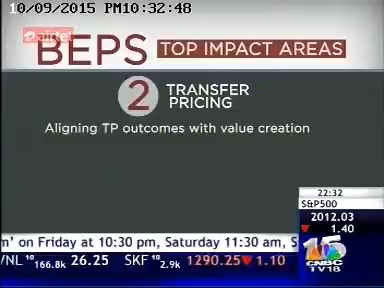 10/09/2015 PM10:32:48
airtel
BEPS TOP IMPACT AREAS
2 TRANSFER
PRICING
Aligning TP outcomes with value creation
22:32
S&P500
2012.03
▼ 1.40
15
CNBC
TV18
m' on Friday at 10:30 pm, Saturday 11:30 am, S
VNL 10 166.8k 26.25 SKF 10 2.9k 1290.25 ▼ 1.10